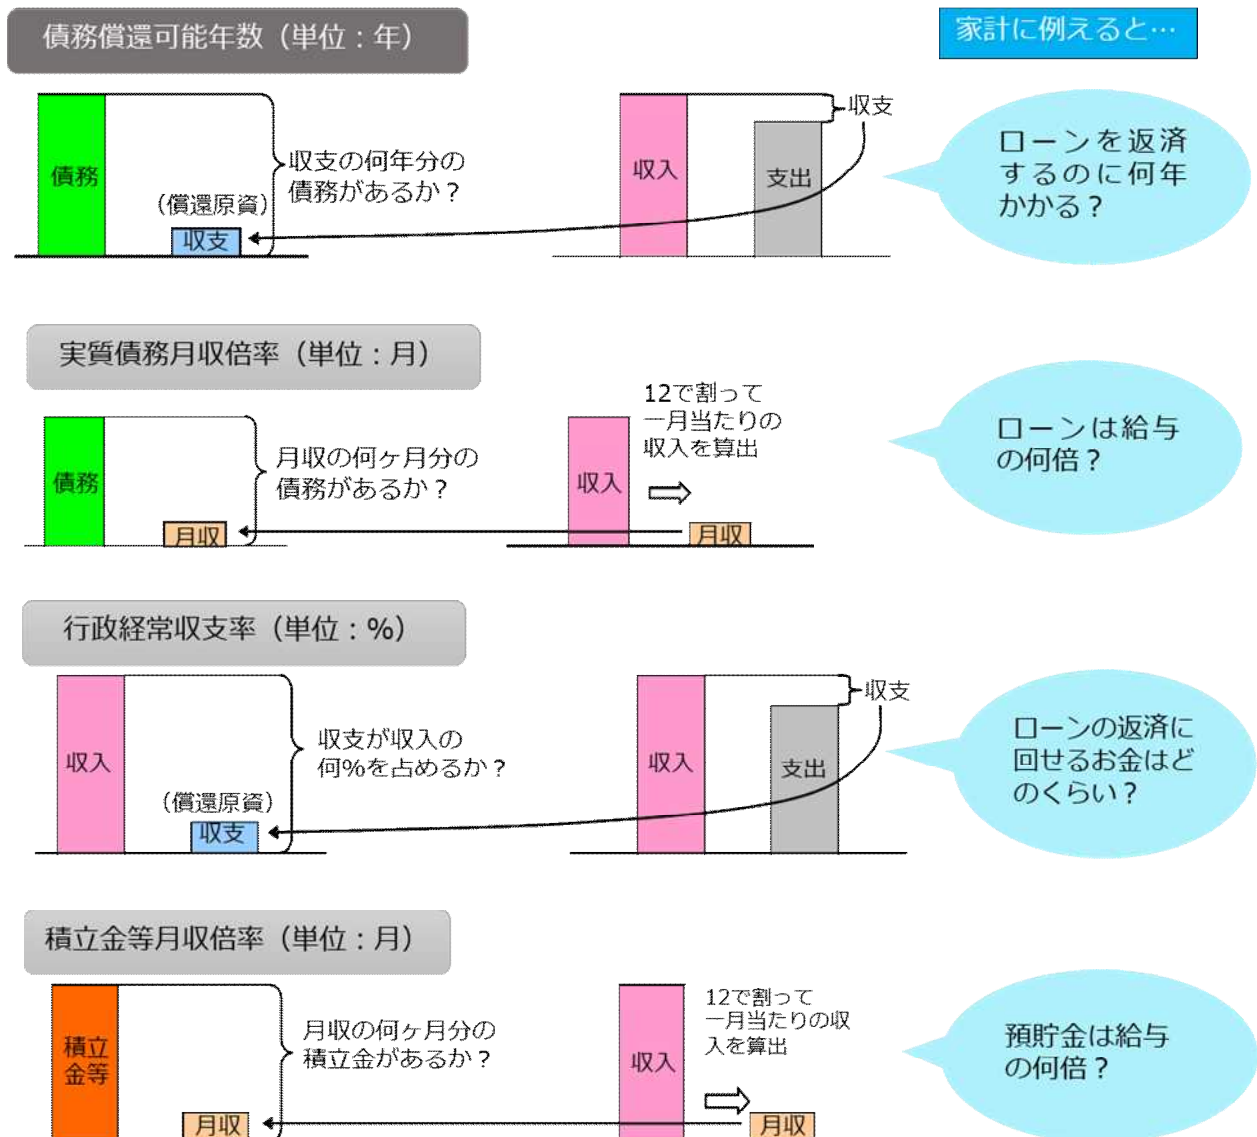 債務償還可能年数（単位：年）
家計に例えると…
債務
収支の何年分の
債務があるか？
（償還原資）
収支
収入
支出
収支
ローンを返済
するのに何年
かかる？
実質債務月収倍率（単位：月）
債務
月収の何ヶ月分の
債務があるか？
月収
収入
12で割って
一月当たりの
収入を算出
月収
ローンは給与
の何倍？
行政経常収支率（単位：%）
収入
収支が収入の
何%を占めるか？
（償還原資）
収支
収入
支出
収支
ローンの返済に
回せるお金はど
のくらい？
積立金等月収倍率（単位：月）
積立
金等
月収の何ヶ月分の
積立金があるか？
月収
収入
12で割って
一月当たりの収
入を算出
月収
預貯金は給与
の何倍？